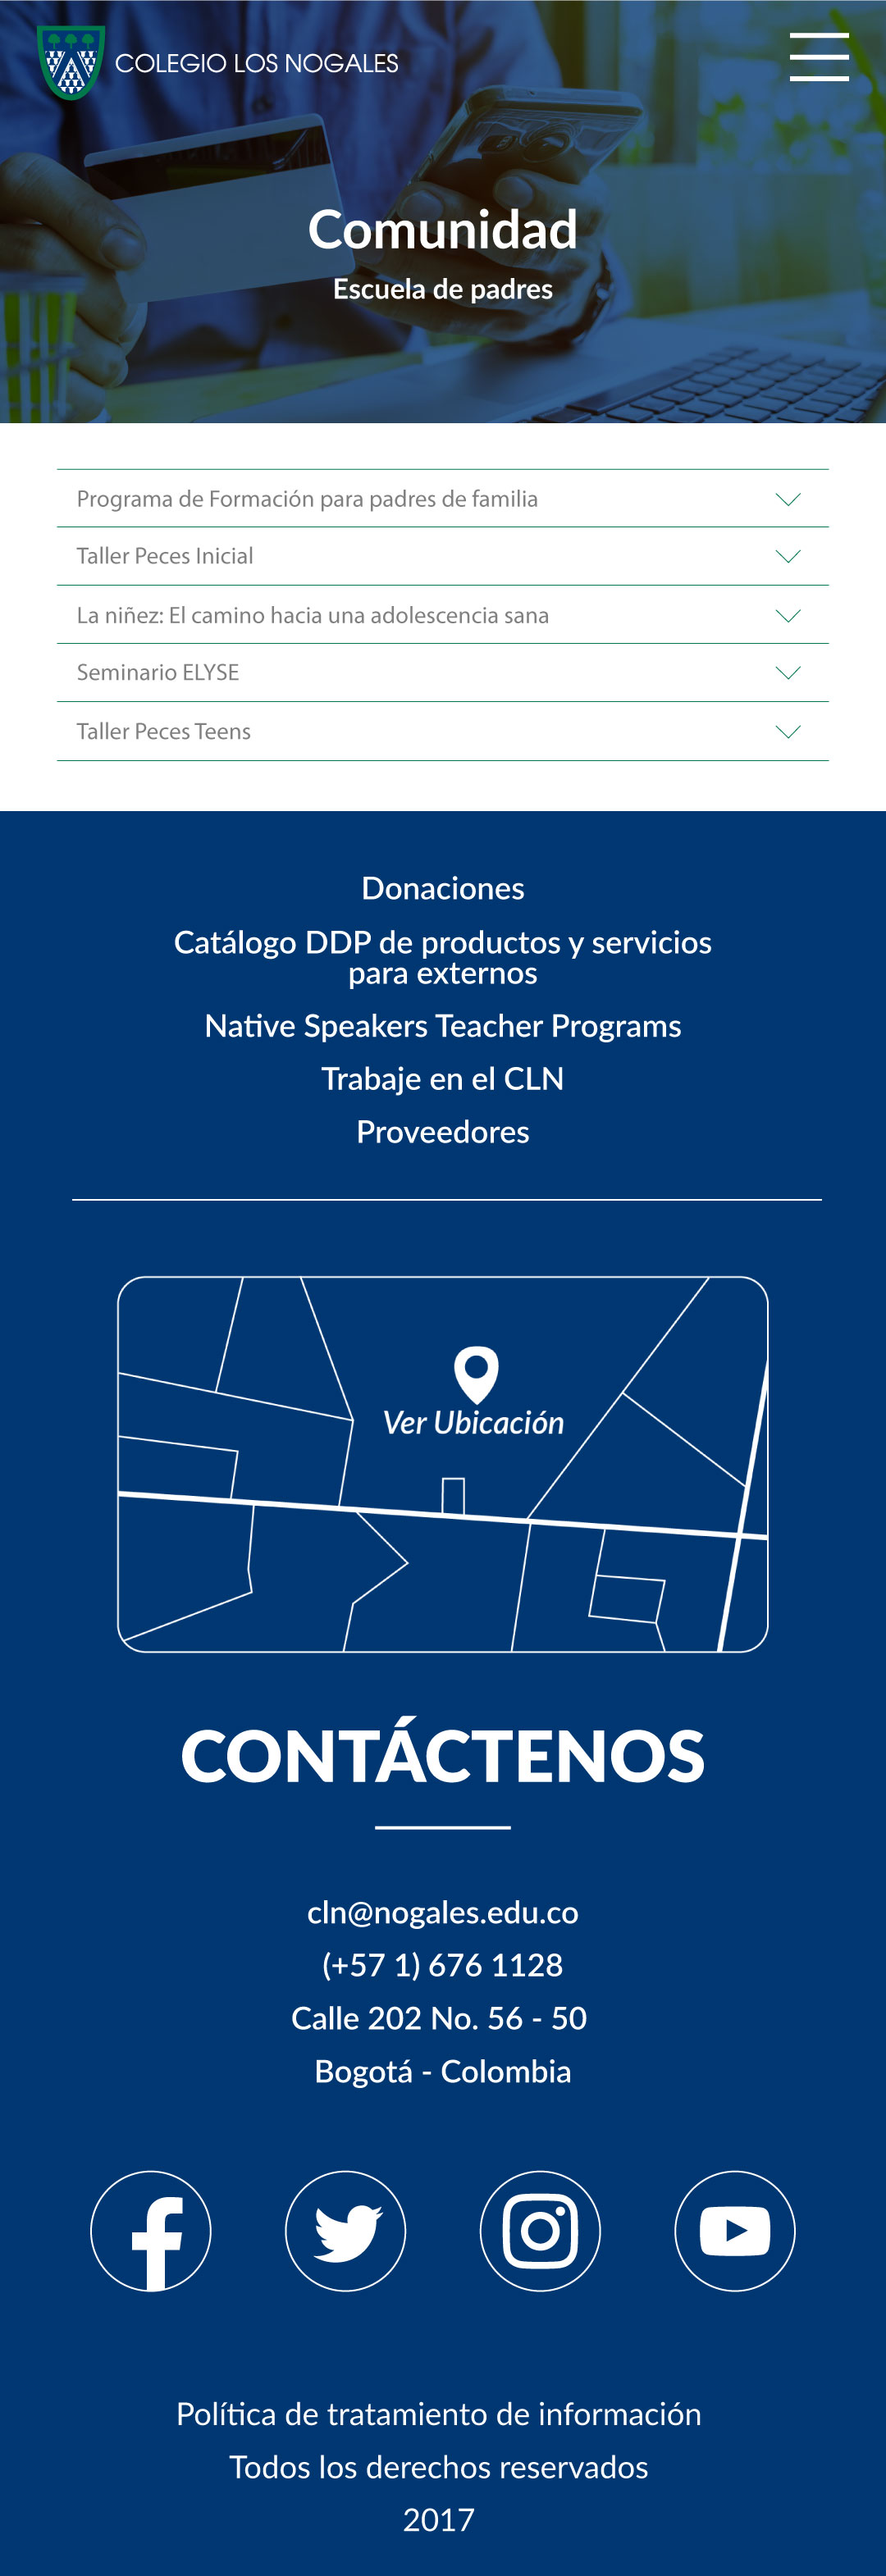 COLEGIO LOS NOGALES
Comunidad
Escuela de padres
Programa de Formación para padres de familia
Taller Peces Inicial
La niñez: El camino hacia una adolescencia sana
Seminario ELYSE
Taller Peces Teens
Donaciones
Catálogo DDP de productos y servicios
para externos
Native Speakers Teacher Programs
Trabaje en el CLN
Proveedores
Ver Ubicación
CONTÁCTENOS
cln@nogales.edu.co
(+57 1) 676 1128
Calle 202 No. 56 - 50
Bogotá - Colombia
Política de tratamiento de información
Todos los derechos reservados
2017